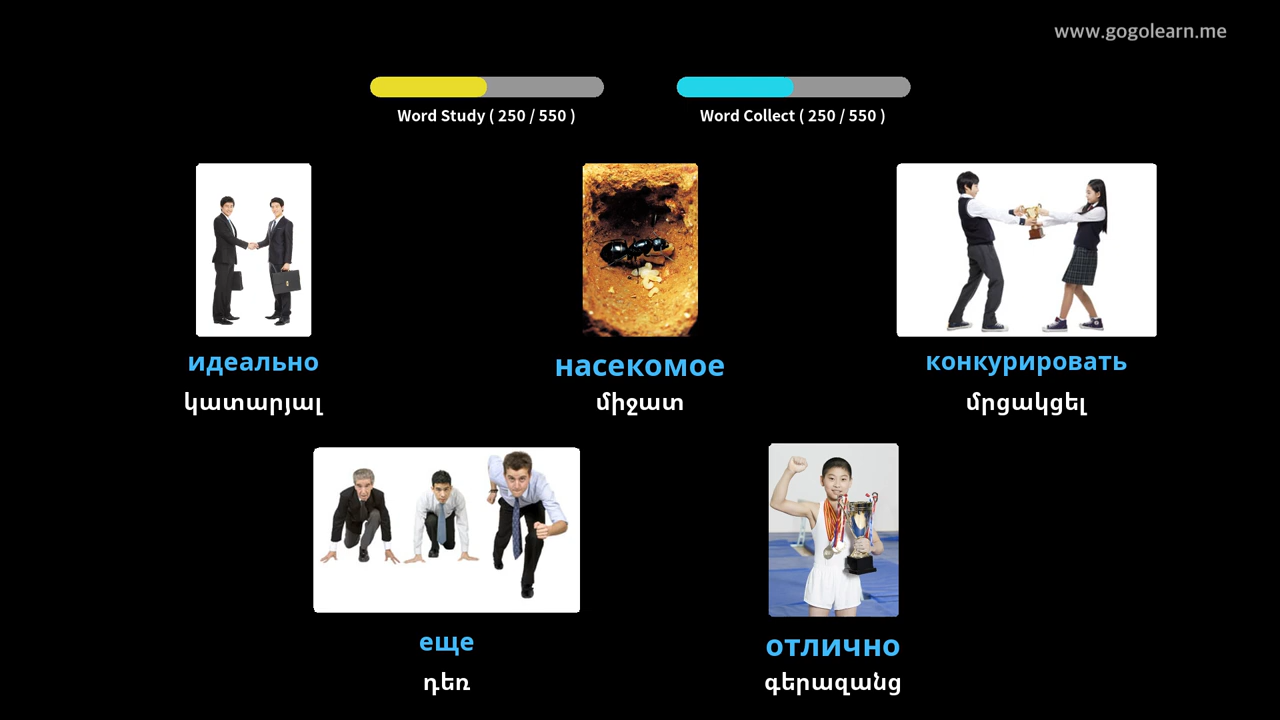 www.gogolearn.me
Word Study ( 250 / 550 )
Word Collect ( 250 / 550 )
идеально
կատարյալ
насекомое
միջատ
конкурировать
մրցակցել
еще
դեռ
отлично
գերազանց